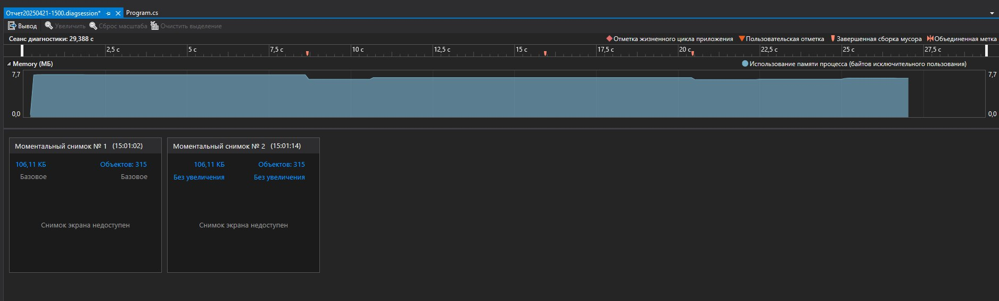 Отчет20250421-1500.diagsession* Program.cs
Вывод Увеличить Сброс масштаба Очистить выделение
Сеанс диагностики: 29,388 с Отметка жизненного цикла приложения Пользовательская отметка Завершенная сборка мусора Объединенная метка
2,5 с 5 с 7,5 с 10 с 12,5 с 15 с 17,5 с 20 с 22,5 с 25 с 27,5 с
Memory (МБ) Использование памяти процесса (байтов исключительного пользования)
7,7 7,7
0,0 0,0
Моментальный снимок № 1 (15:01:02) Моментальный снимок № 2 (15:01:14)
106,11 КБ Объектов: 315 106,11 КБ Объектов: 315
Базовое Базовое Без увеличения Без увеличения
Снимок экрана недоступен Снимок экрана недоступен